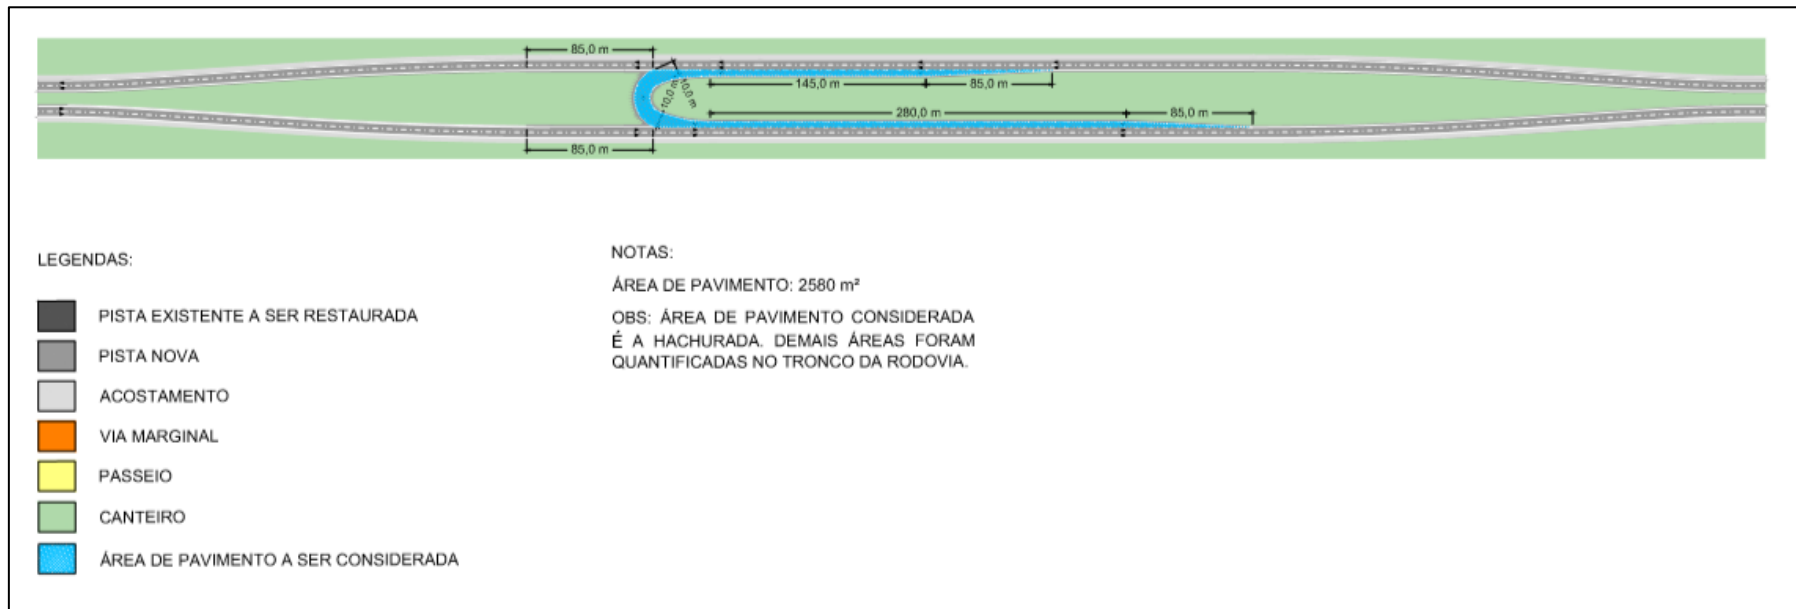 85,0 m
10,0 m
10,0 m
145,0 m
85,0 m
280,0 m
85,0 m
85,0 m
LEGENDAS:
PISTA EXISTENTE A SER RESTAURADA
PISTA NOVA
ACOSTAMENTO
VIA MARGINAL
PASSEIO
CANTEIRO
ÁREA DE PAVIMENTO A SER CONSIDERADA
NOTAS:
ÁREA DE PAVIMENTO: 2580 m²
OBS: ÁREA DE PAVIMENTO CONSIDERADA
É A HACHURADA. DEMAIS ÁREAS FORAM
QUANTIFICADAS NO TRONCO DA RODOVIA.